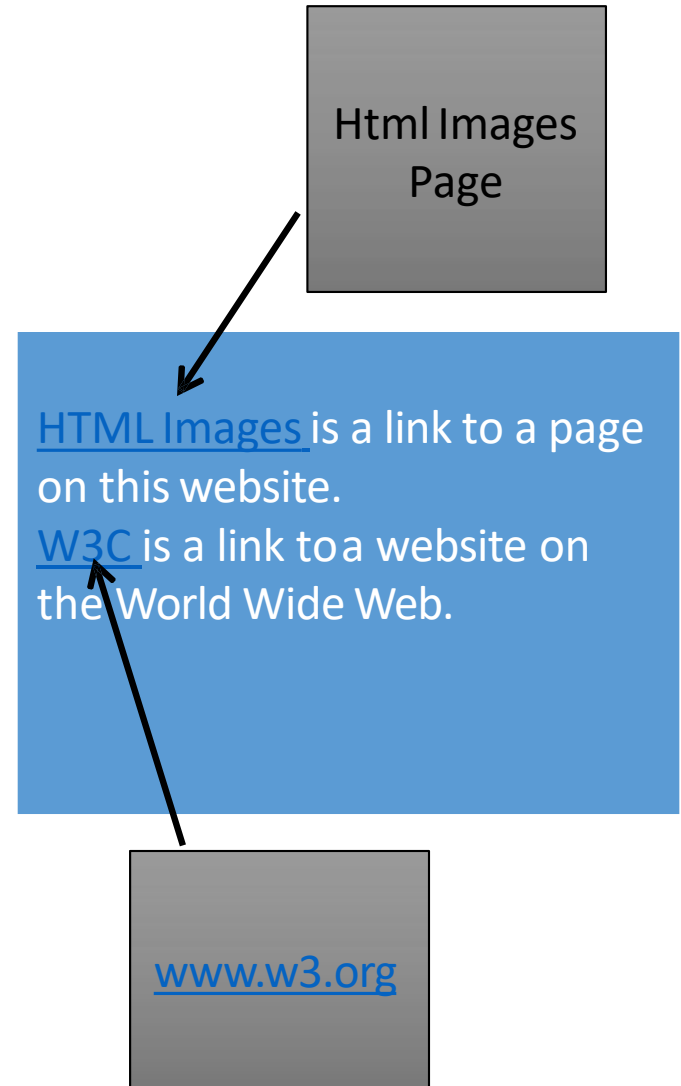 Html Images
Page
HTML Images is a link to a page
on this website.
W3C is a link to a website on
the World Wide Web.
www.w3.org